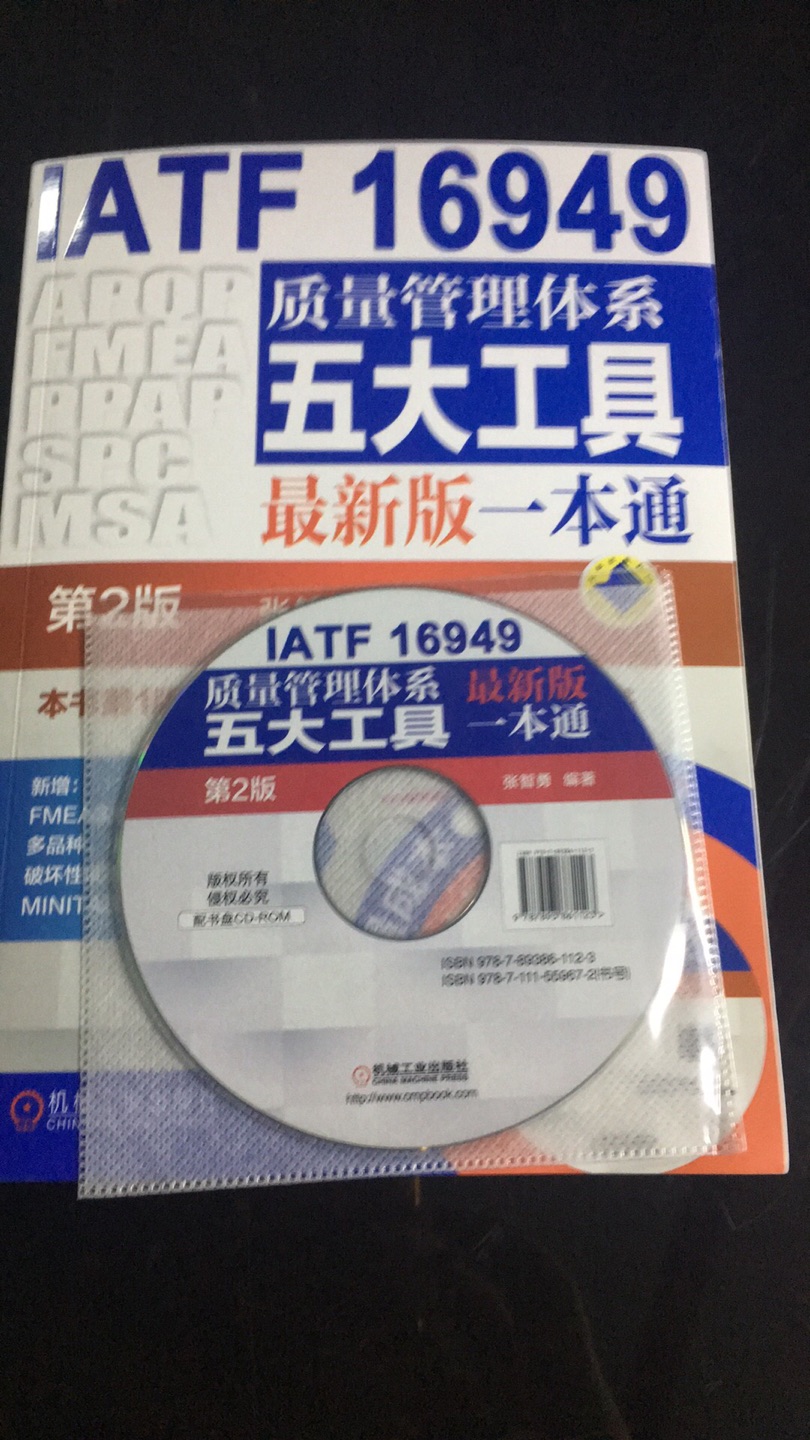 IATF 16949
APQP
FMEA
PPAP
SPC
MSA
质量管理体系
五大工具
最新版一本通
第2版
张
本书第1版
新增：
FMEA
多品种
破坏性
MINIT
机械
CHIN
IATF 16949
质量管理体系
五大工具
最新版
一本通
第2版
张智勇 编著
版权所有
侵权必究
配书盘CD-ROM
ISBN 978-7-89386-112-3
ISBN 978-7-111-55967-2(书号)
机械工业出版社
CHINA MACHINE PRESS
http://www.cmpbook.com